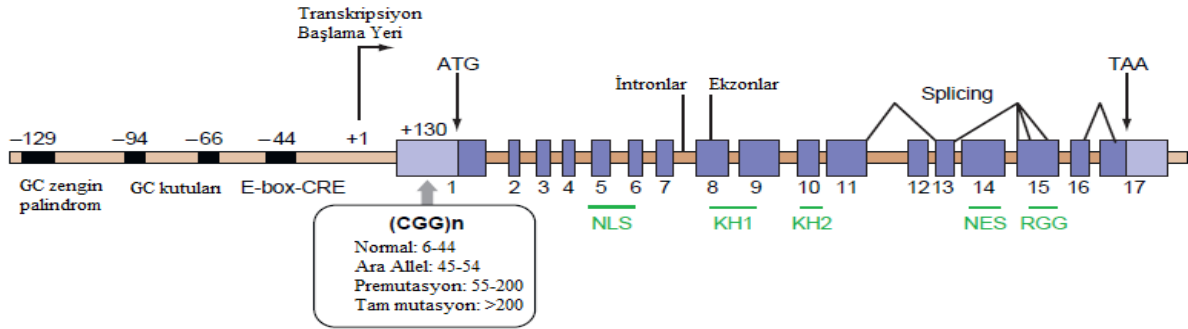 Transkripsiyon
Başlama Yeri
ATG
TAA
İntronlar
Ekzonlar
Splicing
−129
−94
−66
−44
+1
+130
GC zengin
palindrom
GC kutuları
E-box-CRE
1 2 3 4 5 6 7 8 9 10 11 12 13 14 15 16 17
NLS
KH1
KH2
NES
RGG
(CGG)n
Normal: 6-44
Ara Allel: 45-54
Premutasyon: 55-200
Tam mutasyon: >200